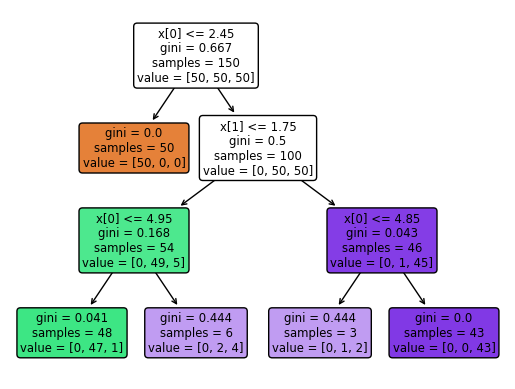 x[0] <= 2.45
gini = 0.667
samples = 150
value = [50, 50, 50]
gini = 0.0
samples = 50
value = [50, 0, 0]
x[1] <= 1.75
gini = 0.5
samples = 100
value = [0, 50, 50]
x[0] <= 4.95
gini = 0.168
samples = 54
value = [0, 49, 5]
x[0] <= 4.85
gini = 0.043
samples = 46
value = [0, 1, 45]
gini = 0.041
samples = 48
value = [0, 47, 1]
gini = 0.444
samples = 6
value = [0, 2, 4]
gini = 0.444
samples = 3
value = [0, 1, 2]
gini = 0.0
samples = 43
value = [0, 0, 43]